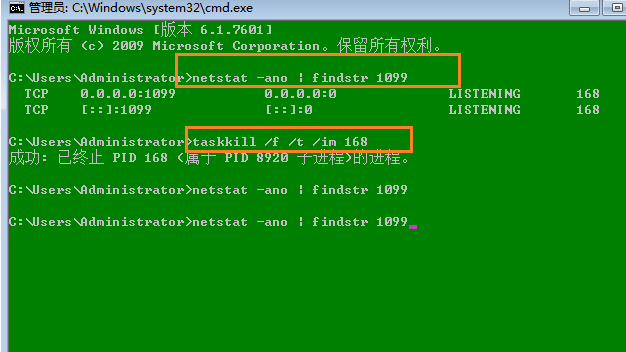 管理员: C:\Windows\system32\cmd.exe
Microsoft Windows [版本 6.1.7601]
版权所有 (c) 2009 Microsoft Corporation。保留所有权利。
C:\Users\Administrator>netstat -ano | findstr 1099
TCP 0.0.0.0:1099 0.0.0.0:0 LISTENING 168
TCP [::]:1099 [::]:0 LISTENING 168
C:\Users\Administrator>taskkill /f /t /im 168
成功: 已终止 PID 168 (属于 PID 8920 子进程)的进程。
C:\Users\Administrator>netstat -ano | findstr 1099
C:\Users\Administrator>netstat -ano | findstr 1099